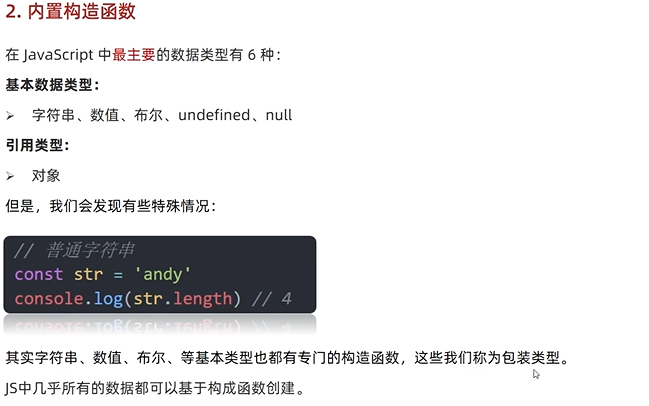 2. 内置构造函数
在 JavaScript 中最主要的数据类型有 6 种：
基本数据类型：
➢ 字符串、数值、布尔、undefined、null
引用类型：
➢ 对象
但是，我们会发现有些特殊情况：
// 普通字符串
const str = 'andy'
console.log(str.length) // 4
其实字符串、数值、布尔、等基本类型也都有专门的构造函数，这些我们称为包装类型。
JS中几乎所有的数据都可以基于构成函数创建。